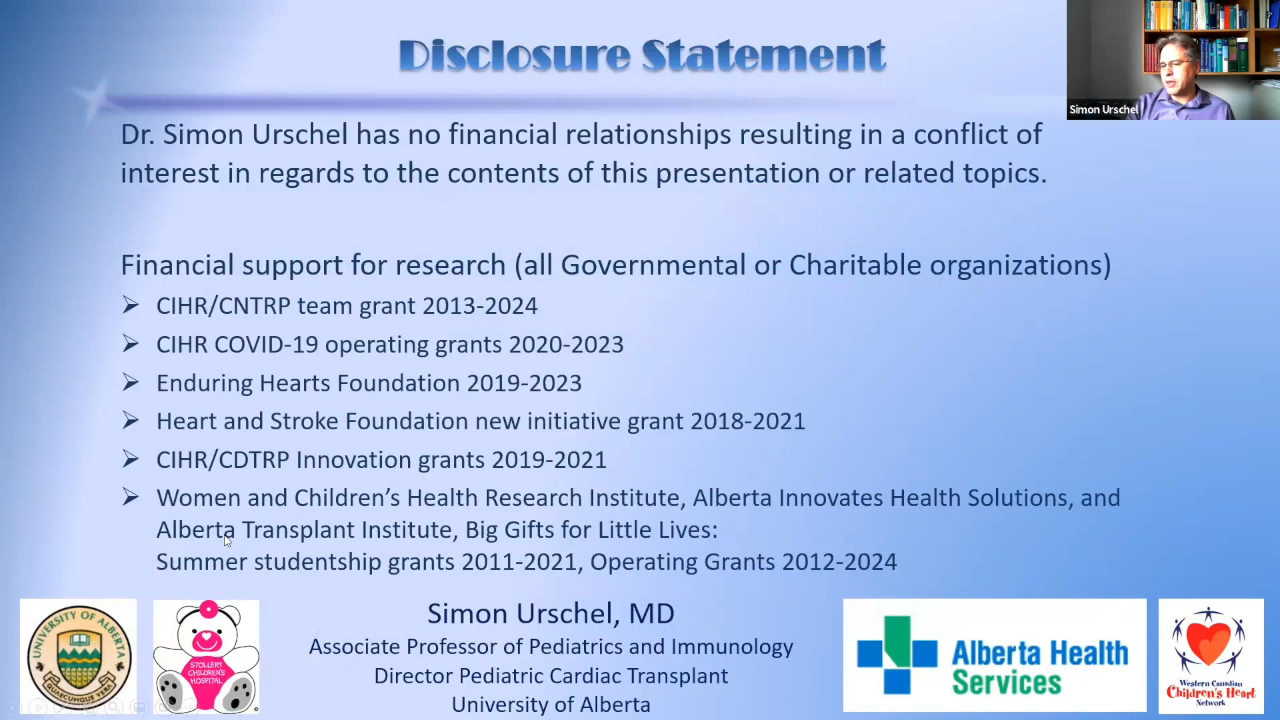 Disclosure Statement
Simon Urschel
Dr. Simon Urschel has no financial relationships resulting in a conflict of
interest in regards to the contents of this presentation or related topics.
Financial support for research (all Governmental or Charitable organizations)
CIHR/CNTRP team grant 2013-2024
CIHR COVID-19 operating grants 2020-2023
Enduring Hearts Foundation 2019-2023
Heart and Stroke Foundation new initiative grant 2018-2021
CIHR/CDTRP Innovation grants 2019-2021
Women and Children’s Health Research Institute, Alberta Innovates Health Solutions, and
Alberta Transplant Institute, Big Gifts for Little Lives:
Summer studentship grants 2011-2021, Operating Grants 2012-2024
UNIVERSITY OF ALBERTA
QUAECUMQUE VERA
STOLLERY
CHILDREN'S
HOSPITAL
Simon Urschel, MD
Associate Professor of Pediatrics and Immunology
Director Pediatric Cardiac Transplant
University of Alberta
Alberta Health
Services
Western Canadian
Children's Heart
Network